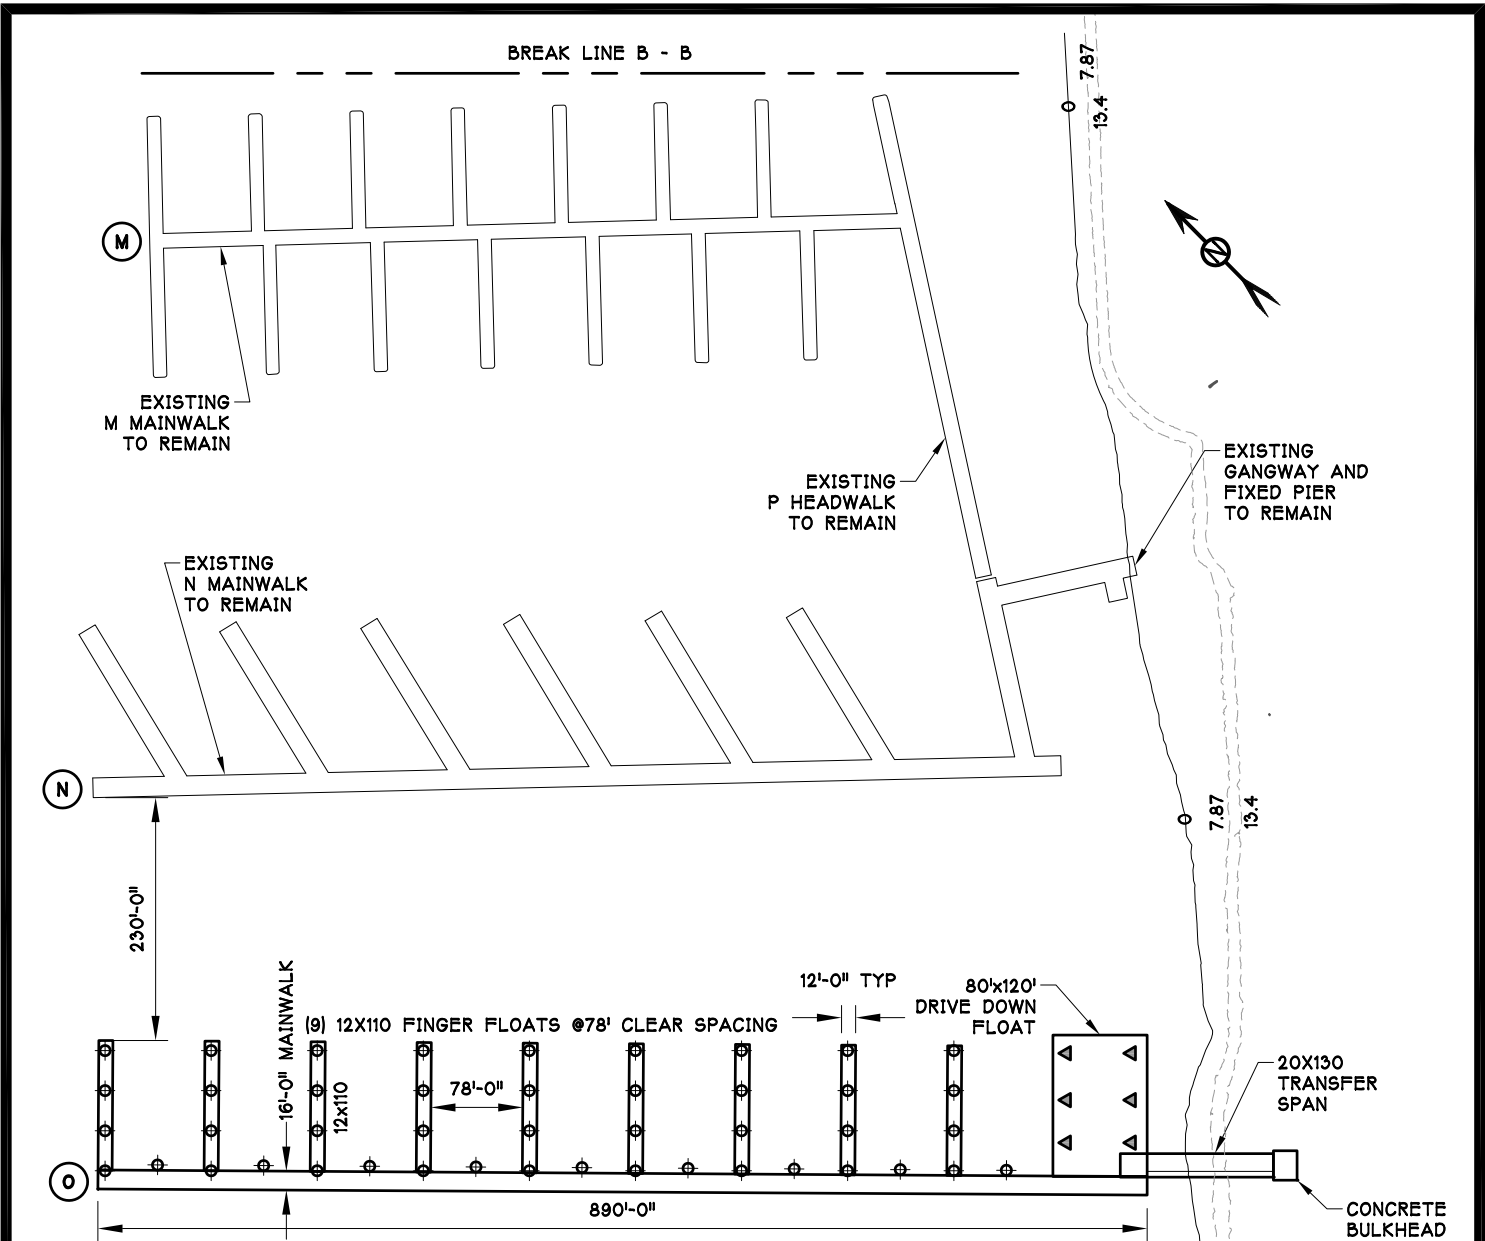 BREAK LINE B - B
7.87
13.4
M
N
EXISTING
M MAINWALK
TO REMAIN
EXISTING
P HEADWALK
TO REMAIN
EXISTING
GANGWAY AND
FIXED PIER
TO REMAIN
EXISTING
N MAINWALK
TO REMAIN
N
7.87
13.4
230'-0"
16'-0" MAINWALK
(9) 12X110 FINGER FLOATS @78' CLEAR SPACING
12'-0" TYP
80'x120'
DRIVE DOWN
FLOAT
12x110
78'-0"
20X130
TRANSFER
SPAN
O
890'-0"
CONCRETE
BULKHEAD